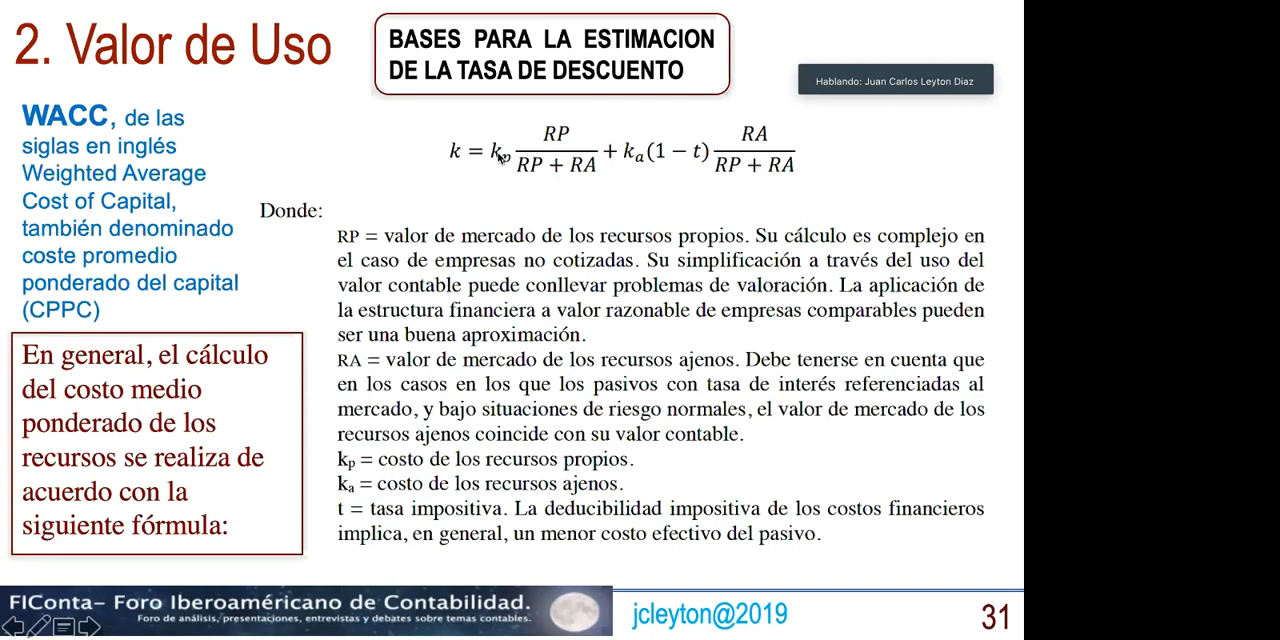 2. Valor de Uso
BASES PARA LA ESTIMACION
DE LA TASA DE DESCUENTO
Hablando: Juan Carlos Leyton Diaz
WACC, de las
siglas en inglés
Weighted Average
Cost of Capital,
también denominado
coste promedio
ponderado del capital
(CPPC)
En general, el cálculo
del costo medio
ponderado de los
recursos se realiza de
acuerdo con la
siguiente fórmula:
k = kₚ RP/(RP + RA) + kₐ(1 − t) RA/(RP + RA)
Donde:
RP = valor de mercado de los recursos propios. Su cálculo es complejo en
el caso de empresas no cotizadas. Su simplificación a través del uso del
valor contable puede conllevar problemas de valoración. La aplicación de
la estructura financiera a valor razonable de empresas comparables pueden
ser una buena aproximación.
RA = valor de mercado de los recursos ajenos. Debe tenerse en cuenta que
en los casos en los que los pasivos con tasa de interés referenciadas al
mercado, y bajo situaciones de riesgo normales, el valor de mercado de los
recursos ajenos coincide con su valor contable.
kₚ = costo de los recursos propios.
kₐ = costo de los recursos ajenos.
t = tasa impositiva. La deducibilidad impositiva de los costos financieros
implica, en general, un menor costo efectivo del pasivo.
FIConta– Foro Iberoaméricano de Contabilidad.
Foro de análisis, presentaciones, entrevistas y debates sobre temas contables.
jcleyton@2019
31